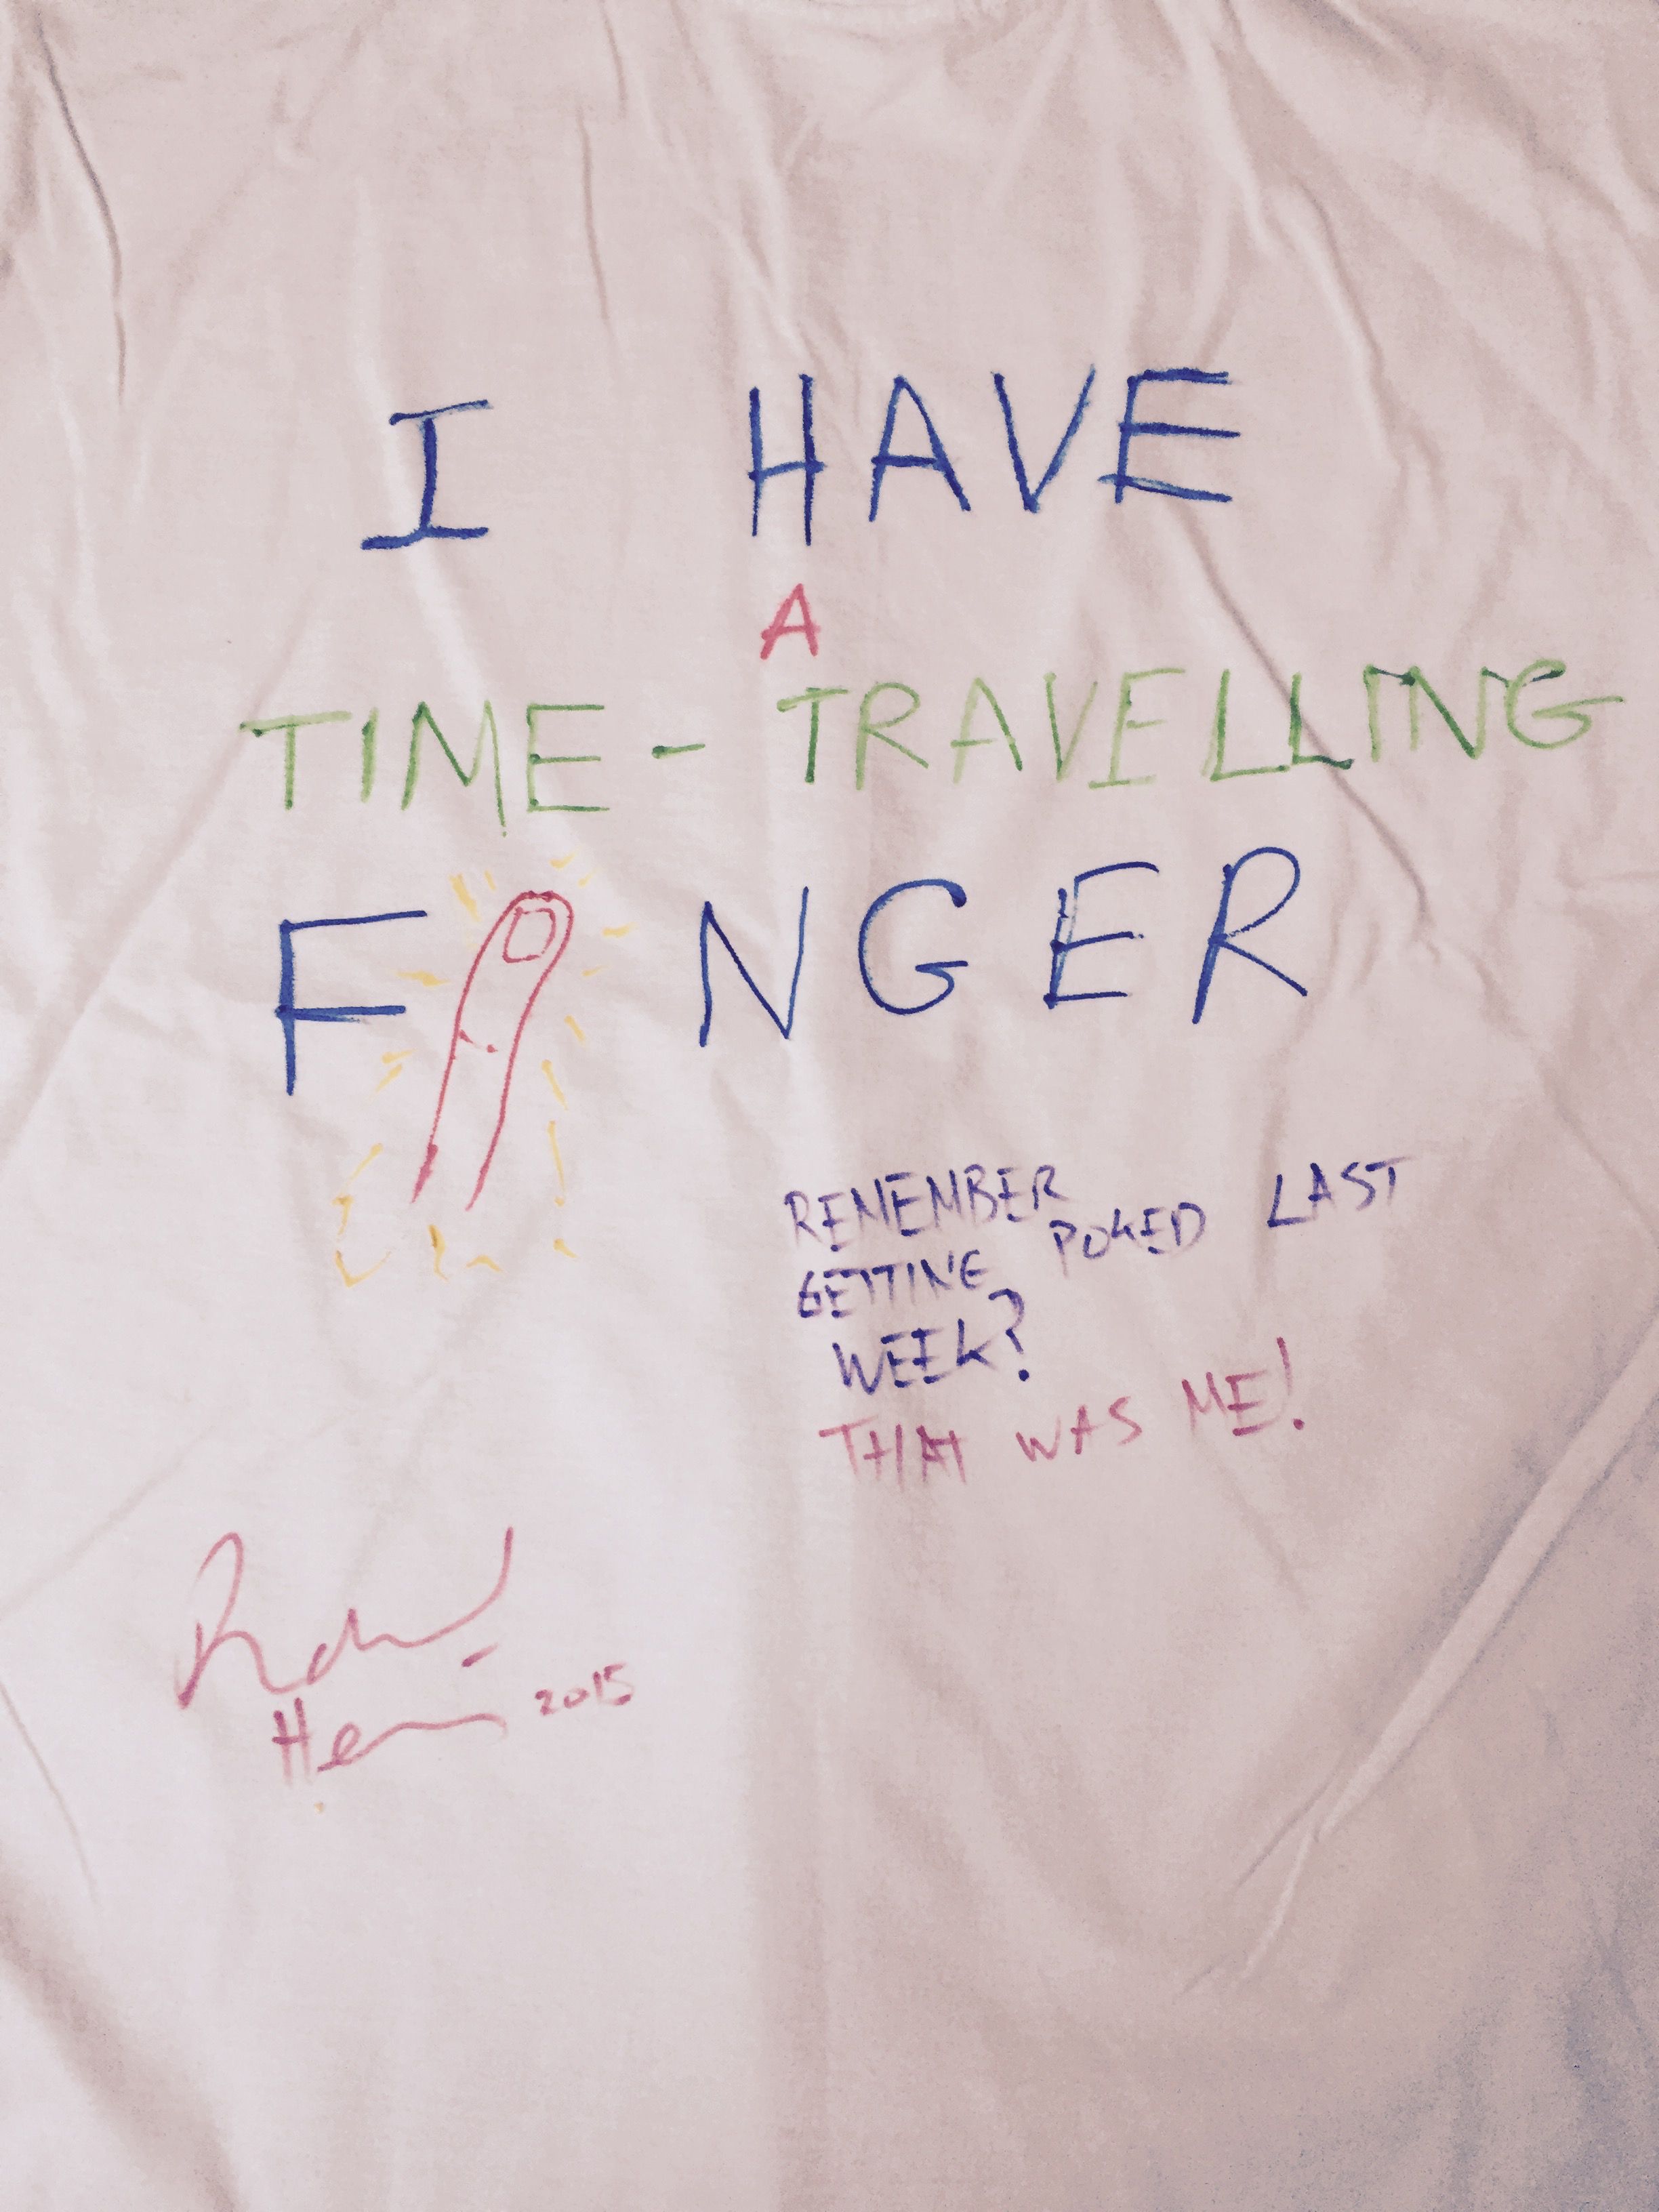 I HAVE
A
TIME-TRAVELLING
FINGER
REMEMBER
GETTING POKED LAST
WEEK?
THAT WAS ME!
2015